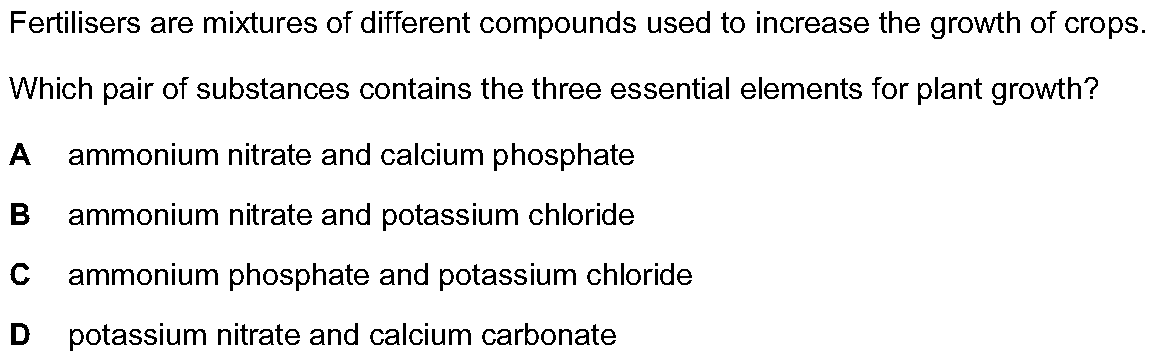 Fertilisers are mixtures of different compounds used to increase the growth of crops.
Which pair of substances contains the three essential elements for plant growth?
A ammonium nitrate and calcium phosphate
B ammonium nitrate and potassium chloride
C ammonium phosphate and potassium chloride
D potassium nitrate and calcium carbonate